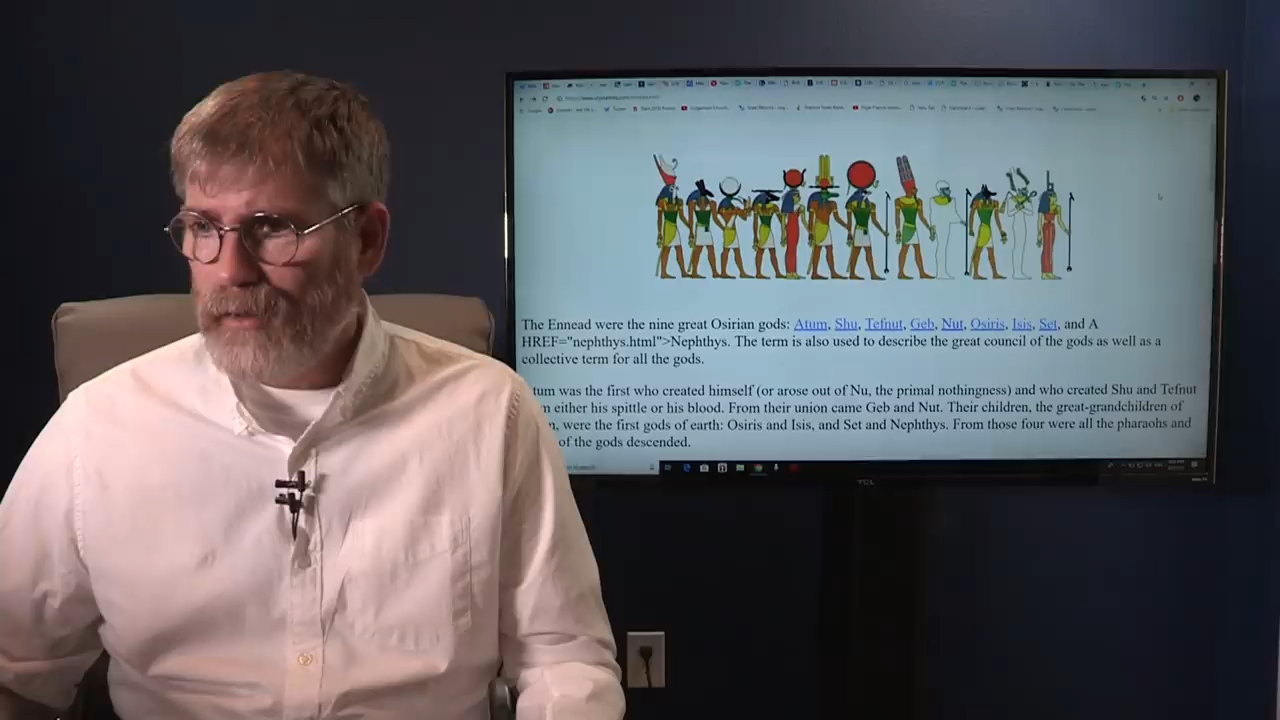 The Ennead were the nine great Osirian gods: Atum, Shu, Tefnut, Geb, Nut, Osiris, Isis, Set, and A
HREF="nephthys.html">Nephthys. The term is also used to describe the great council of the gods as well as a
collective term for all the gods.
tum was the first who created himself (or arose out of Nu, the primal nothingness) and who created Shu and Tefnut
m either his spittle or his blood. From their union came Geb and Nut. Their children, the great-grandchildren of
, were the first gods of earth: Osiris and Isis, and Set and Nephthys. From those four were all the pharaohs and
of the gods descended.
TCL